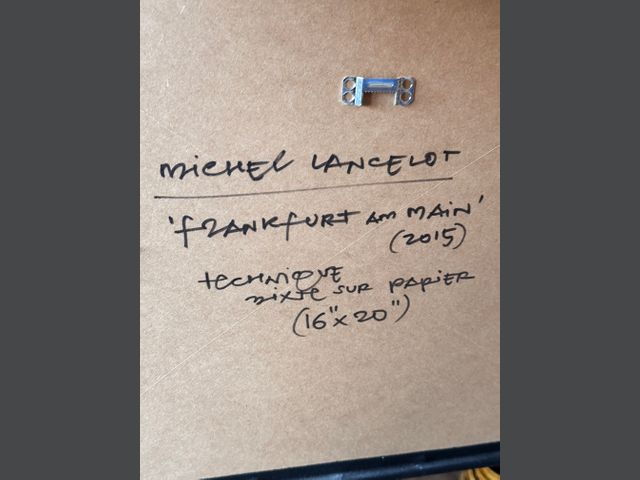 MICHEL LANCELOT
'FRANKFURT AM MAIN'
(2015)
TECHNIQUE
MIXTE SUR PAPIER
(16"x20")